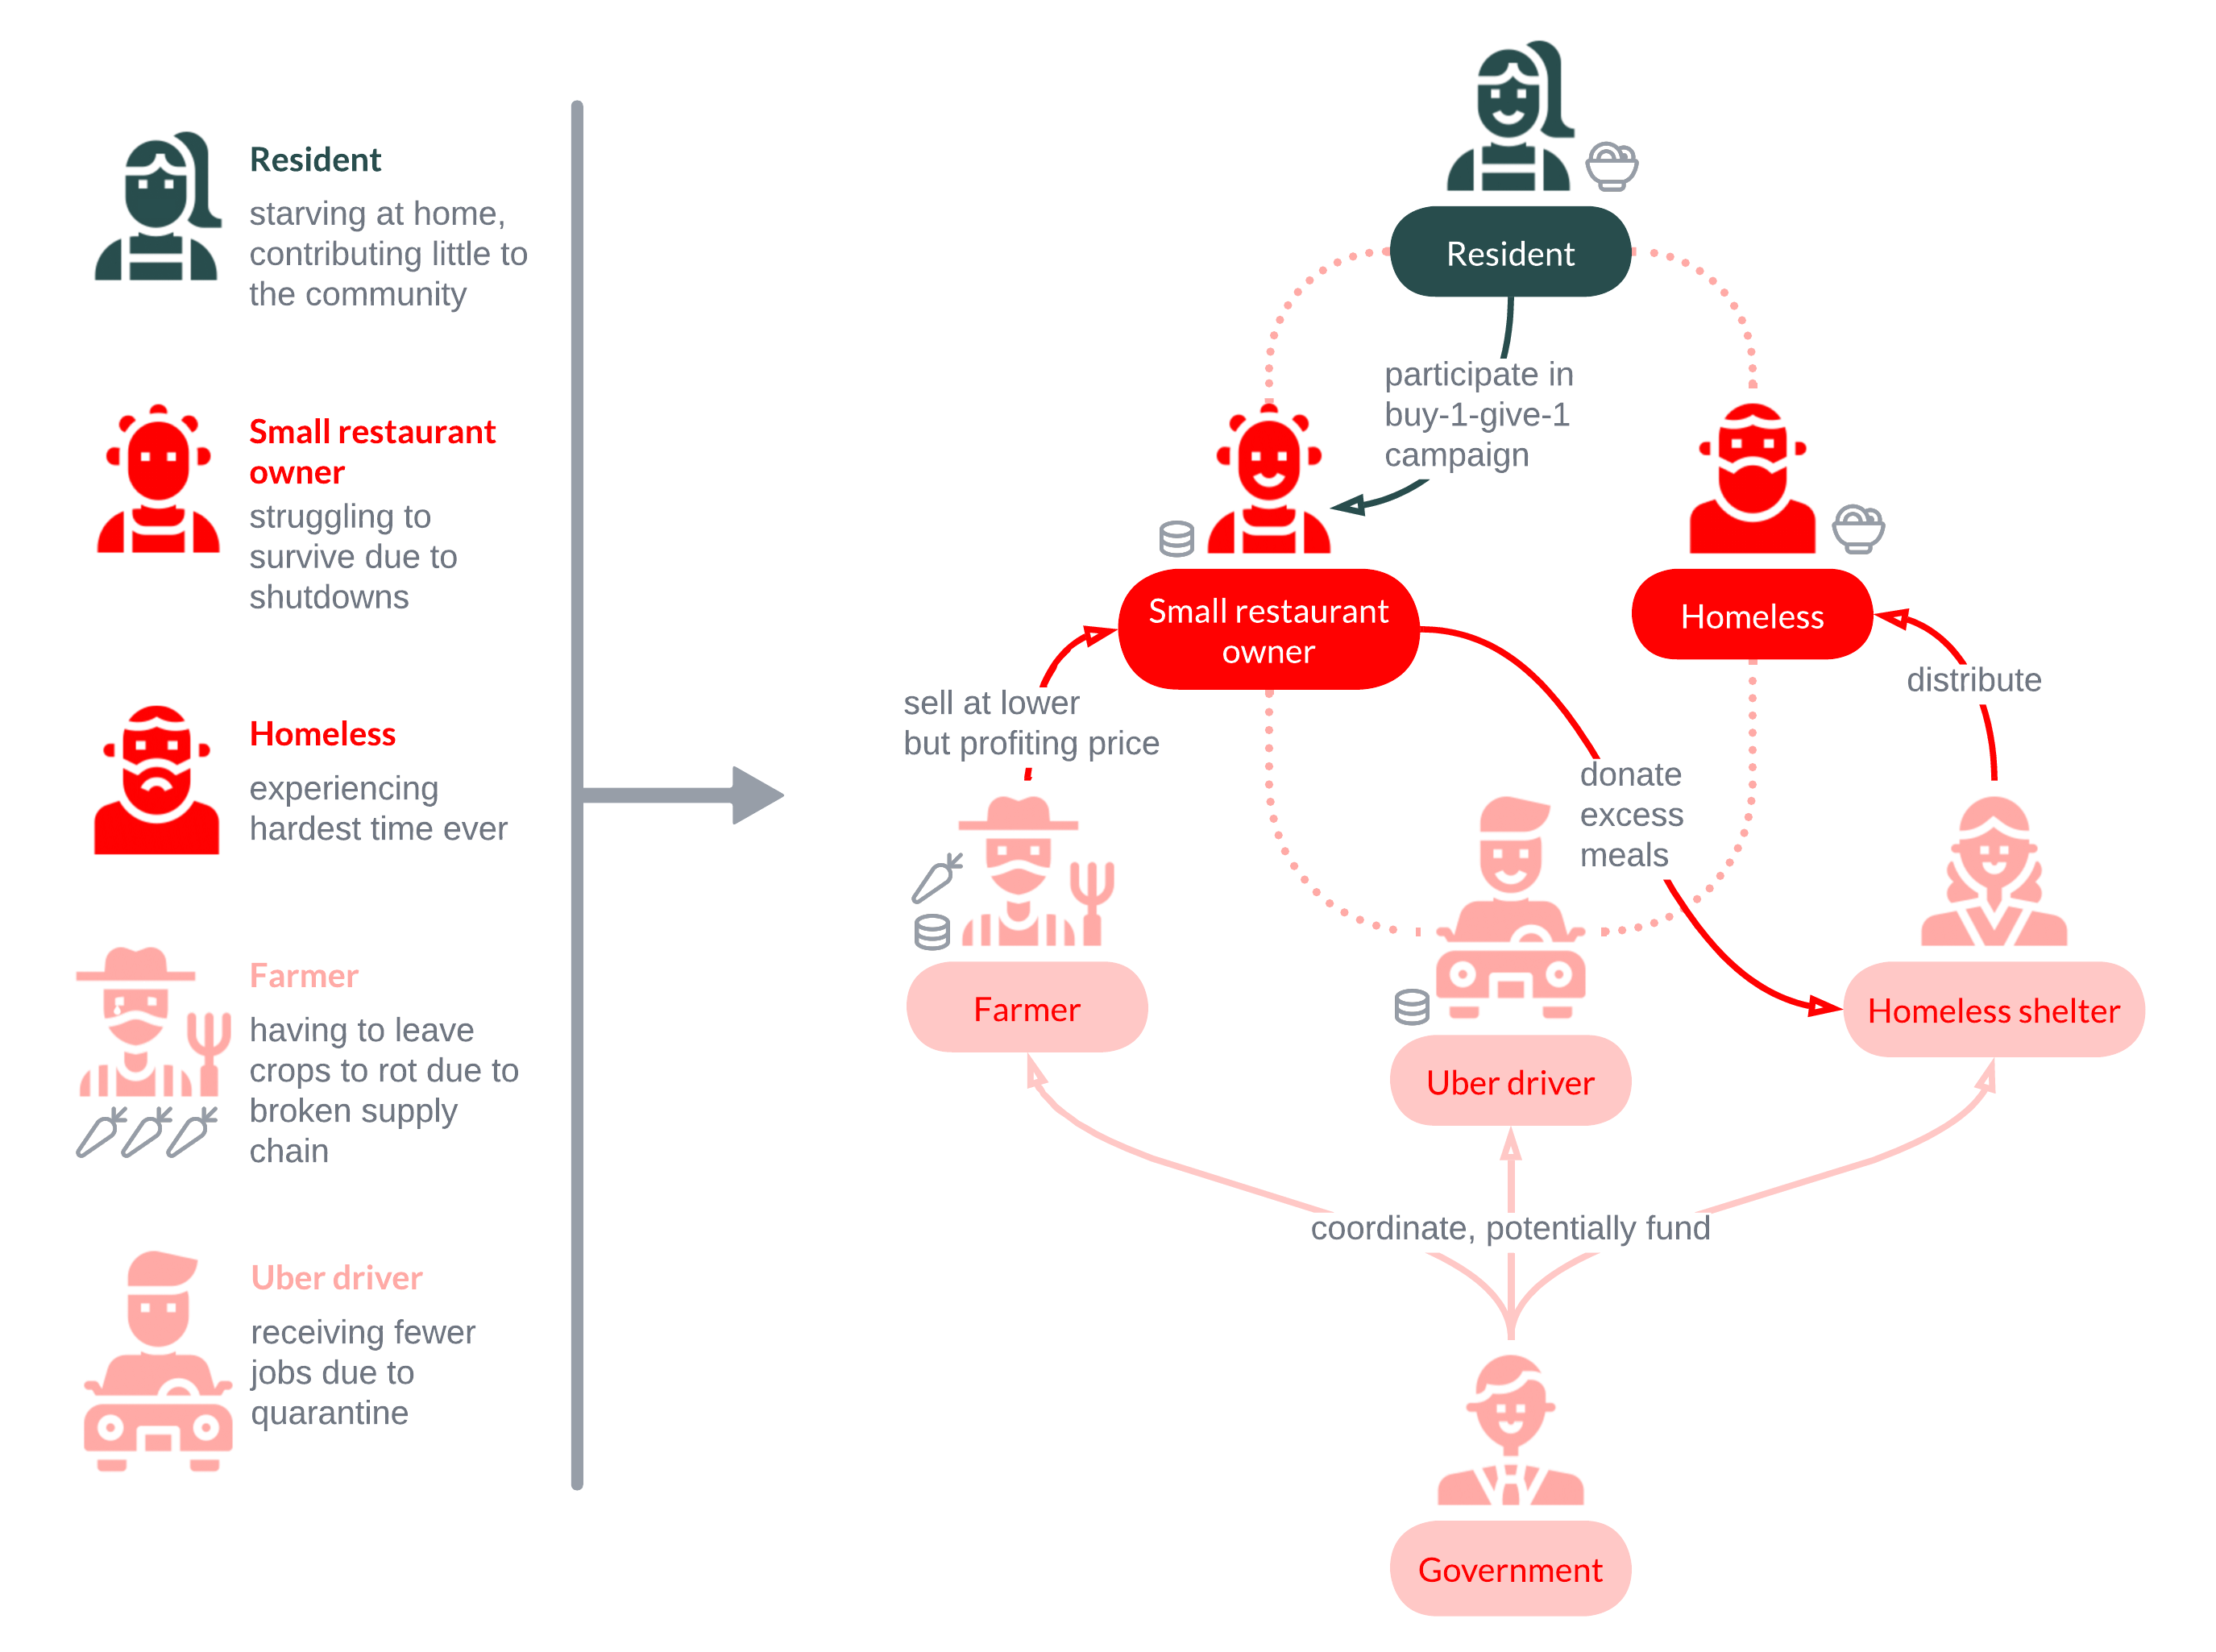 Resident
starving at home,
contributing little to
the community
Small restaurant
owner
struggling to
survive due to
shutdowns
Homeless
experiencing
hardest time ever
Farmer
having to leave
crops to rot due to
broken supply
chain
Uber driver
receiving fewer
jobs due to
quarantine
Resident
participate in
buy-1-give-1
campaign
Small restaurant
owner
Homeless
distribute
sell at lower
but profiting price
donate
excess
meals
Farmer
Uber driver
Homeless shelter
coordinate, potentially fund
Government